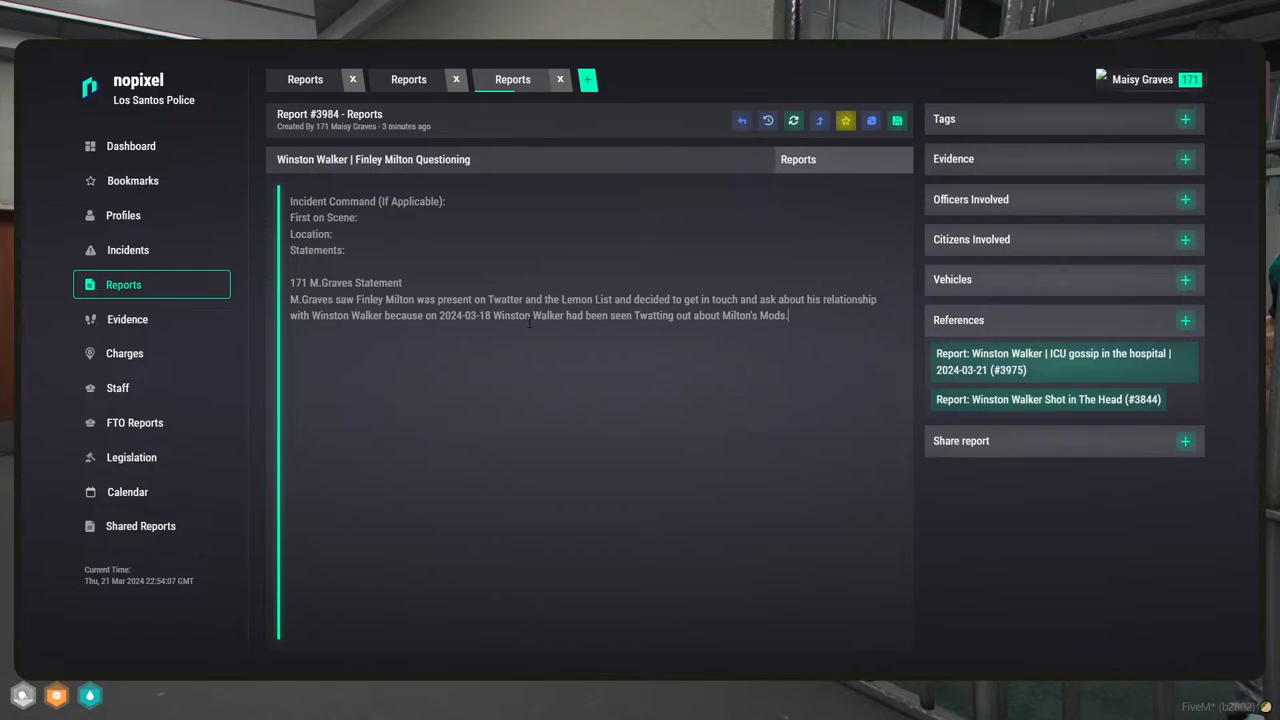 nopixel
Los Santos Police
Dashboard
Bookmarks
Profiles
Incidents
Reports
Evidence
Charges
Staff
FTO Reports
Legislation
Calendar
Shared Reports
Current Time:
Thu, 21 Mar 2024 22:54:07 GMT
Reports x Reports x Reports x +
Report #3984 - Reports
Created By 171 Maisy Graves · 3 minutes ago
Winston Walker | Finley Milton Questioning
Reports
Incident Command (If Applicable):
First on Scene:
Location:
Statements:
171 M.Graves Statement
M.Graves saw Finley Milton was present on Twatter and the Lemon List and decided to get in touch and ask about his relationship
with Winston Walker because on 2024-03-18 Winston Walker had been seen Twatting out about Milton's Mods.
Maisy Graves 171
Tags +
Evidence +
Officers Involved +
Citizens Involved +
Vehicles +
References +
Report: Winston Walker | ICU gossip in the hospital |
2024-03-21 (#3975)
Report: Winston Walker Shot in The Head (#3844)
Share report +
FiveM* (b2802)